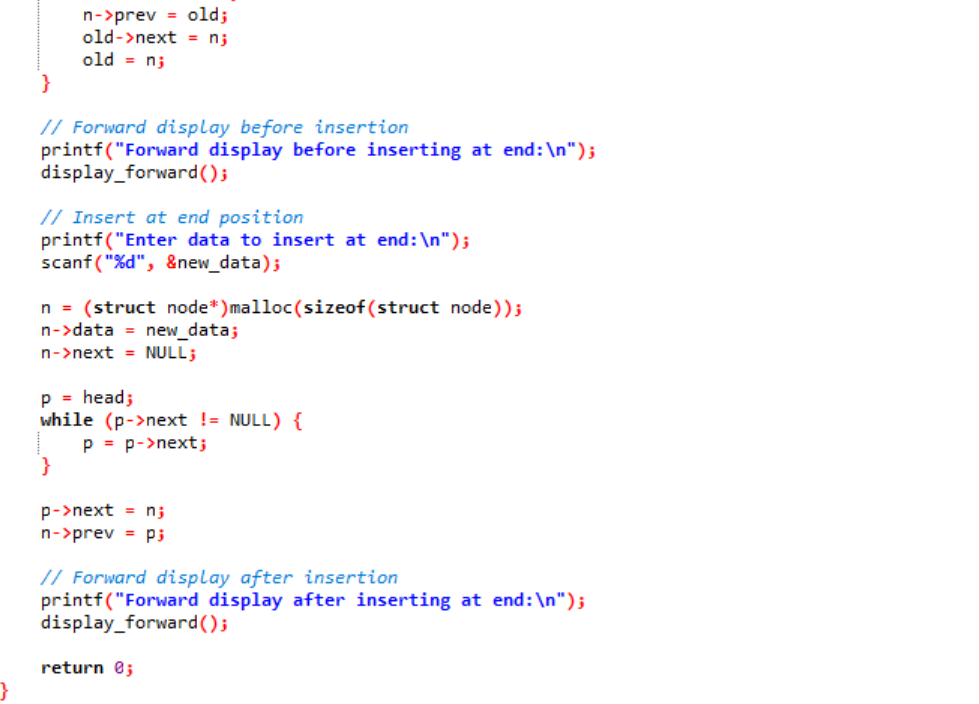 n->prev = old;
old->next = n;
old = n;
}
// Forward display before insertion
printf("Forward display before inserting at end:\n");
display_forward();
// Insert at end position
printf("Enter data to insert at end:\n");
scanf("%d", &new_data);
n = (struct node*)malloc(sizeof(struct node));
n->data = new_data;
n->next = NULL;
p = head;
while (p->next != NULL) {
p = p->next;
}
p->next = n;
n->prev = p;
// Forward display after insertion
printf("Forward display after inserting at end:\n");
display_forward();
return 0;
}